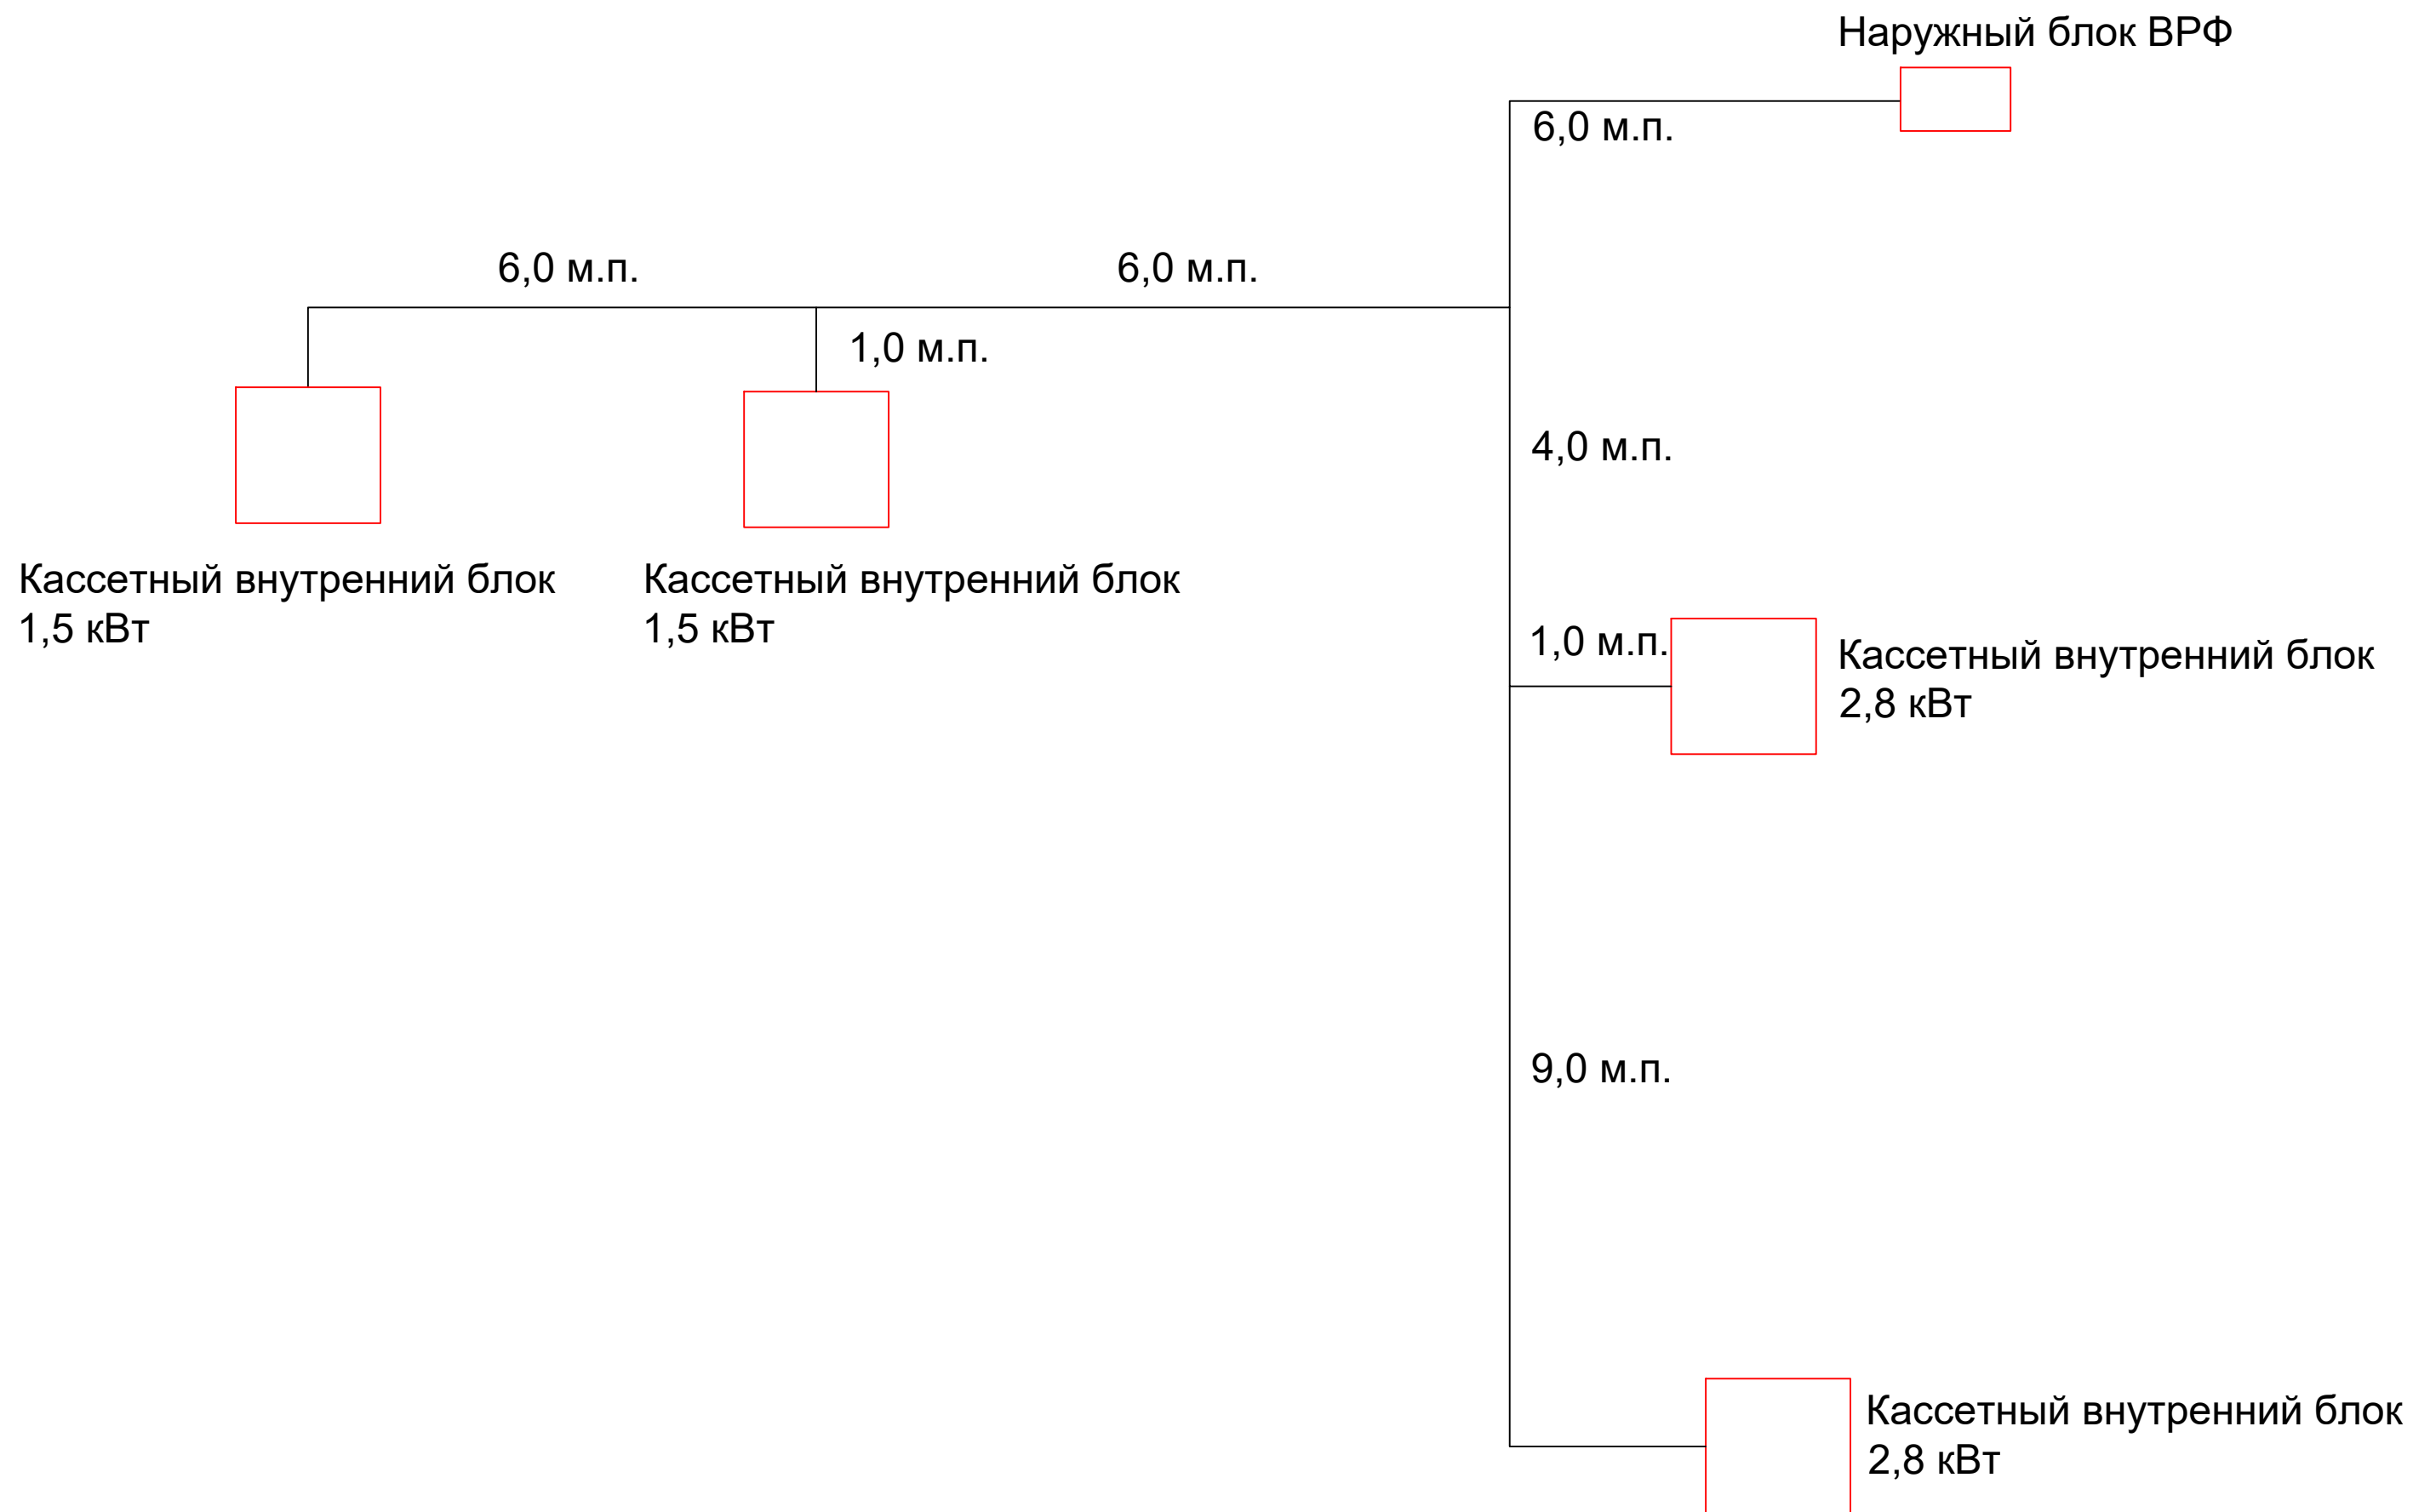 Наружный блок ВРФ
6,0 м.п.
6,0 м.п.
6,0 м.п.
1,0 м.п.
4,0 м.п.
Кассетный внутренний блок
1,5 кВт
Кассетный внутренний блок
1,5 кВт
1,0 м.п.
Кассетный внутренний блок
2,8 кВт
9,0 м.п.
Кассетный внутренний блок
2,8 кВт